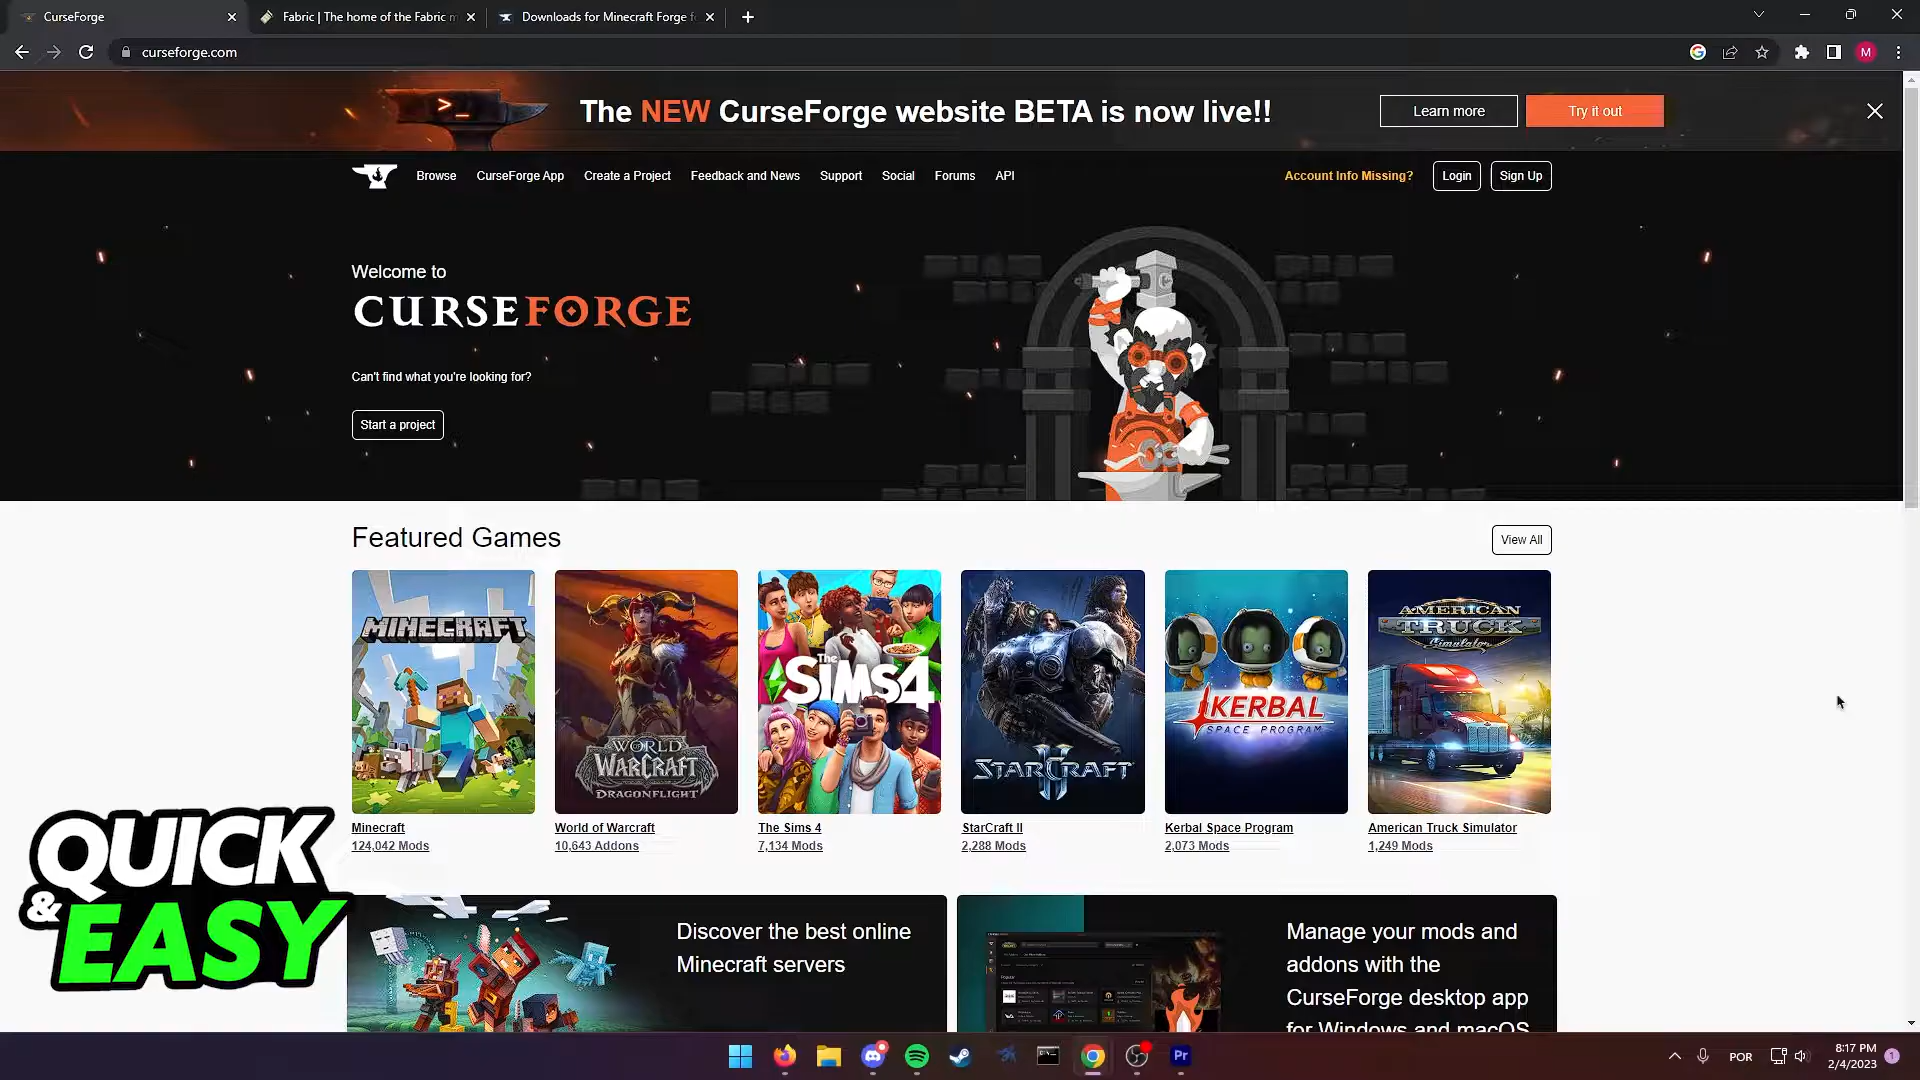 CurseForge
Fabric | The home of the Fabric m
Downloads for Minecraft Forge f
curseforge.com
M
>_
The NEW CurseForge website BETA is now live!!
Learn more
Try it out
Browse
CurseForge App
Create a Project
Feedback and News
Support
Social
Forums
API
Account Info Missing?
Login
Sign Up
Welcome to
CURSEFORGE
Can't find what you're looking for?
Start a project
Featured Games
View All
MINECRAFT
WORLD OF WARCRAFT
DRAGONFLIGHT
The SIMS 4
STARCRAFT II
KERBAL
SPACE PROGRAM
AMERICAN
TRUCK
Simulator
Minecraft
124,042 Mods
World of Warcraft
10,643 Addons
The Sims 4
7,134 Mods
StarCraft II
2,288 Mods
Kerbal Space Program
2,073 Mods
American Truck Simulator
1,249 Mods
QUICK
& EASY
Discover the best online
Minecraft servers
Manage your mods and
addons with the
CurseForge desktop app
for Windows and macOS
Pr
POR
8:17 PM
2/4/2023
1